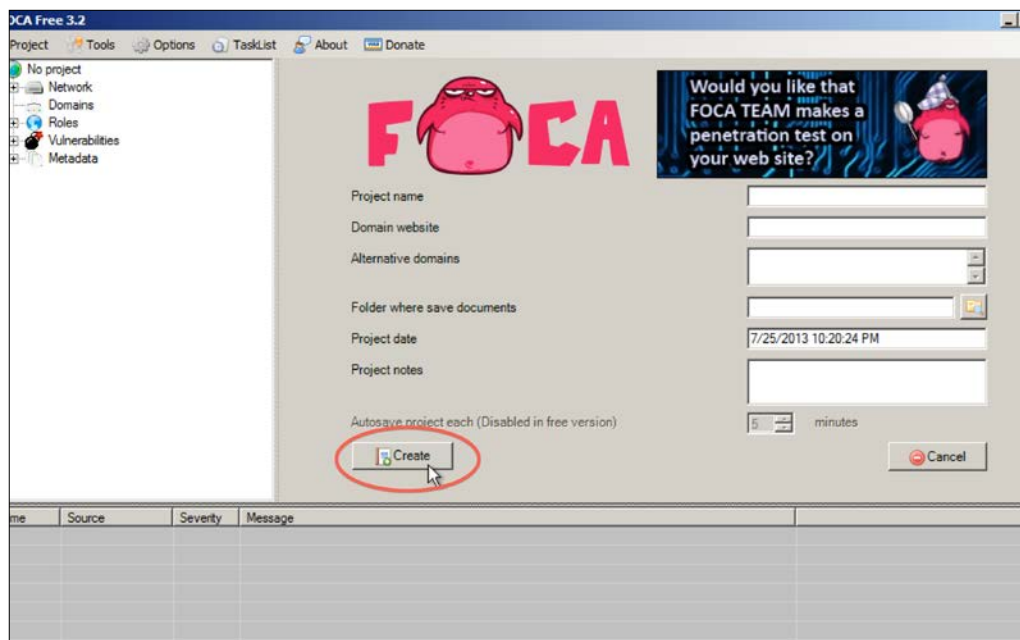 OCA Free 3.2
Project Tools Options TaskList About Donate
No project
Network
Domains
Roles
Vulnerabilities
Metadata
FOCA
Would you like that
FOCA TEAM makes a
penetration test on
your web site?
Project name
Domain website
Alternative domains
Folder where save documents
Project date 7/25/2013 10:20:24 PM
Project notes
Autosave project each (Disabled in free version) 5 minutes
Create Cancel
me Source Severity Message